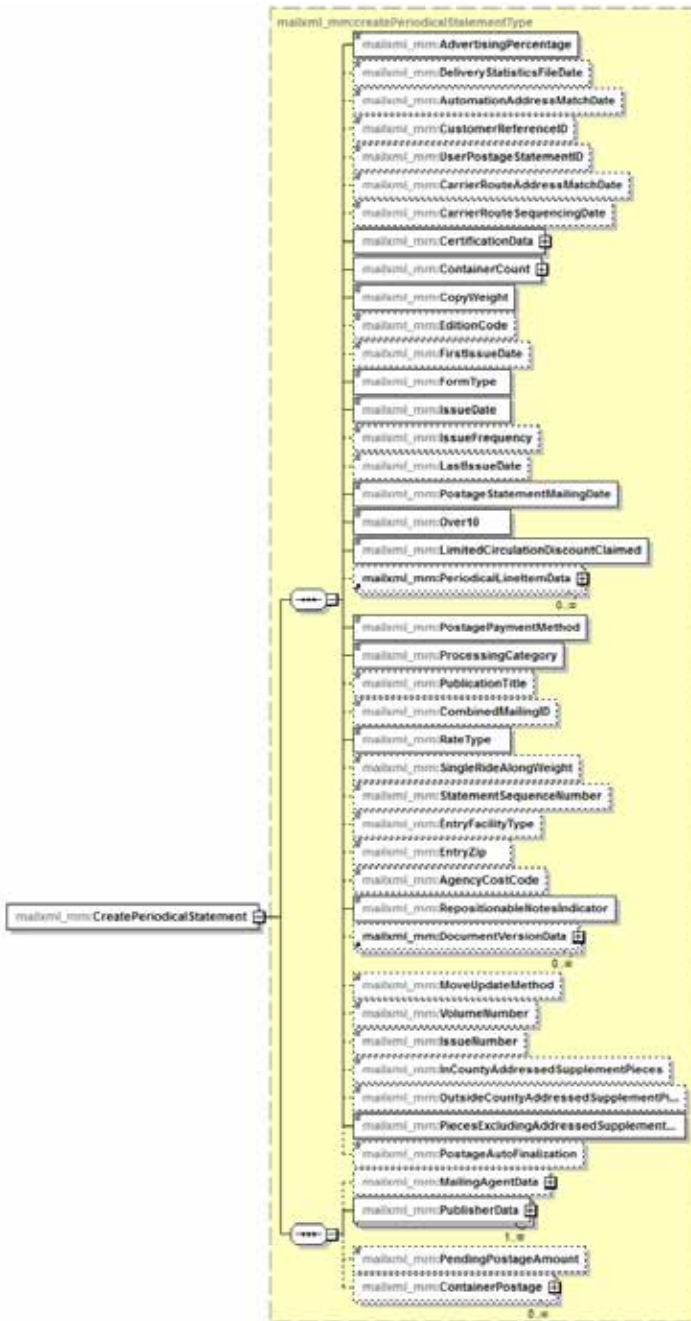 mailxml_mm:createPeriodicalStatementType
mailxml_mm:AdvertisingPercentage
mailxml_mm:DeliveryStatisticsFileDate
mailxml_mm:AutomationAddressMatchDate
mailxml_mm:CustomerReferenceID
mailxml_mm:UserPostageStatementID
mailxml_mm:CarrierRouteAddressMatchDate
mailxml_mm:CarrierRouteSequencingDate
mailxml_mm:CertificationData
mailxml_mm:ContainerCount
mailxml_mm:CopyWeight
mailxml_mm:EditionCode
mailxml_mm:FirstIssueDate
mailxml_mm:FormType
mailxml_mm:IssueDate
mailxml_mm:IssueFrequency
mailxml_mm:LastIssueDate
mailxml_mm:PostageStatementMailingDate
mailxml_mm:Over10
mailxml_mm:LimitedCirculationDiscountClaimed
mailxml_mm:PeriodicalLineItemData
0..∞
mailxml_mm:PostagePaymentMethod
mailxml_mm:ProcessingCategory
mailxml_mm:PublicationTitle
mailxml_mm:CombinedMailingID
mailxml_mm:RateType
mailxml_mm:SingleRideAlongWeight
mailxml_mm:StatementSequenceNumber
mailxml_mm:EntryFacilityType
mailxml_mm:EntryZip
mailxml_mm:AgencyCostCode
mailxml_mm:CreatePeriodicalStatement
mailxml_mm:RepositionableNotesIndicator
mailxml_mm:DocumentVersionData
0..∞
mailxml_mm:MoveUpdateMethod
mailxml_mm:VolumeNumber
mailxml_mm:IssueNumber
mailxml_mm:InCountyAddressedSupplementPieces
mailxml_mm:OutsideCountyAddressedSupplementPi...
mailxml_mm:PiecesExcludingAddressedSupplement...
mailxml_mm:PostageAutoFinalization
mailxml_mm:MailingAgentData
mailxml_mm:PublisherData
1..∞
mailxml_mm:PendingPostageAmount
mailxml_mm:ContainerPostage
0..∞